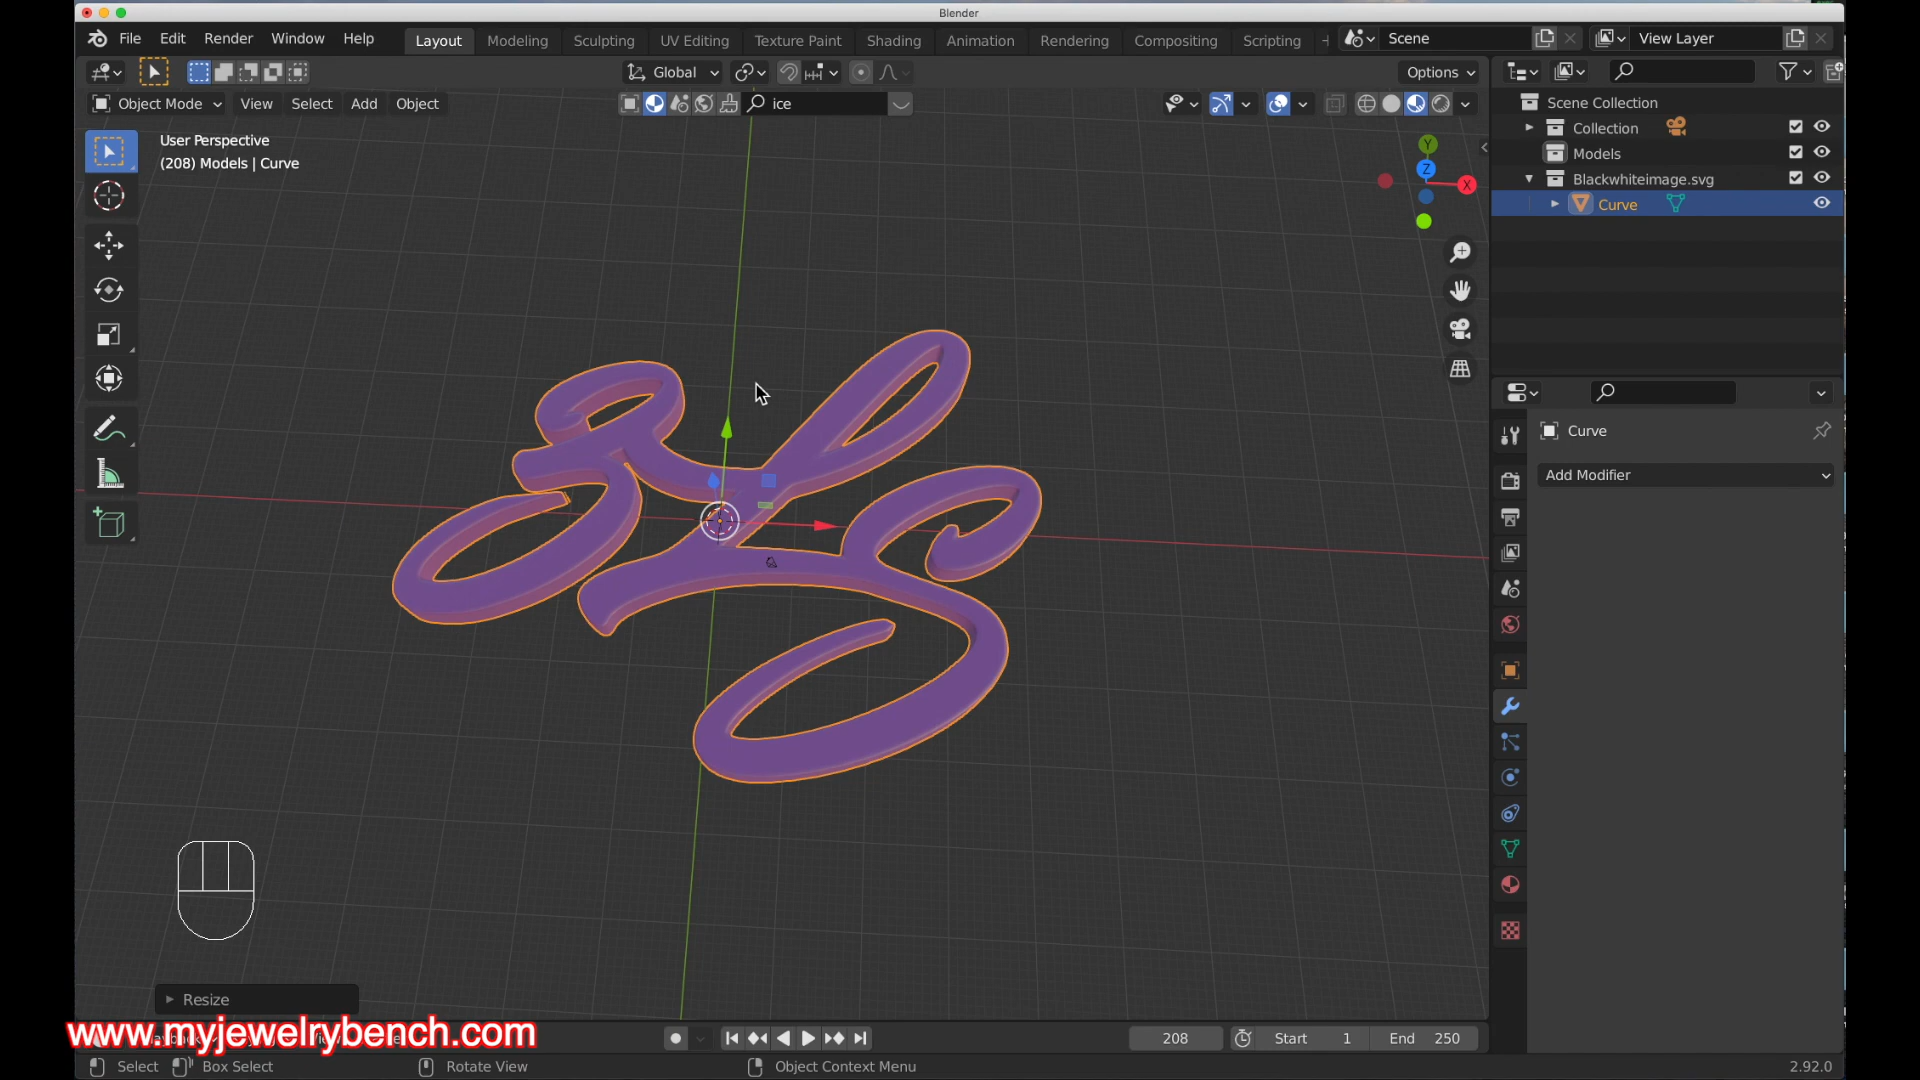 Blender
File Edit Render Window Help Layout Modeling Sculpting UV Editing Texture Paint Shading Animation Rendering Compositing Scripting Scene View Layer
Global Options
Object Mode View Select Add Object ice
User Perspective
(208) Models | Curve
Y
Z
X
Scene Collection
Collection
Models
Blackwhiteimage.svg
Curve
Curve
Add Modifier
Resize
www.myjewelrybench.com
208 Start 1 End 250
Select Box Select Rotate View Object Context Menu 2.92.0